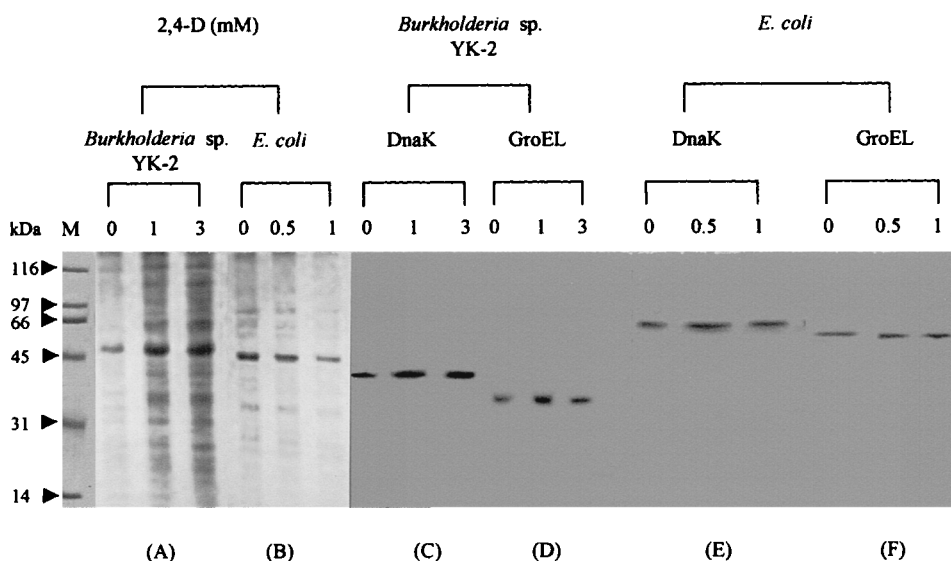 2,4-D (mM)
Burkholderia sp.
YK-2
E. coli
Burkholderia sp.
YK-2
E. coli
DnaK
GroEL
DnaK
GroEL
kDa M 0 1 3 0 0.5 1 0 1 3 0 1 3 0 0.5 1 0 0.5 1
116
97
66
45
31
14
(A) (B) (C) (D) (E) (F)